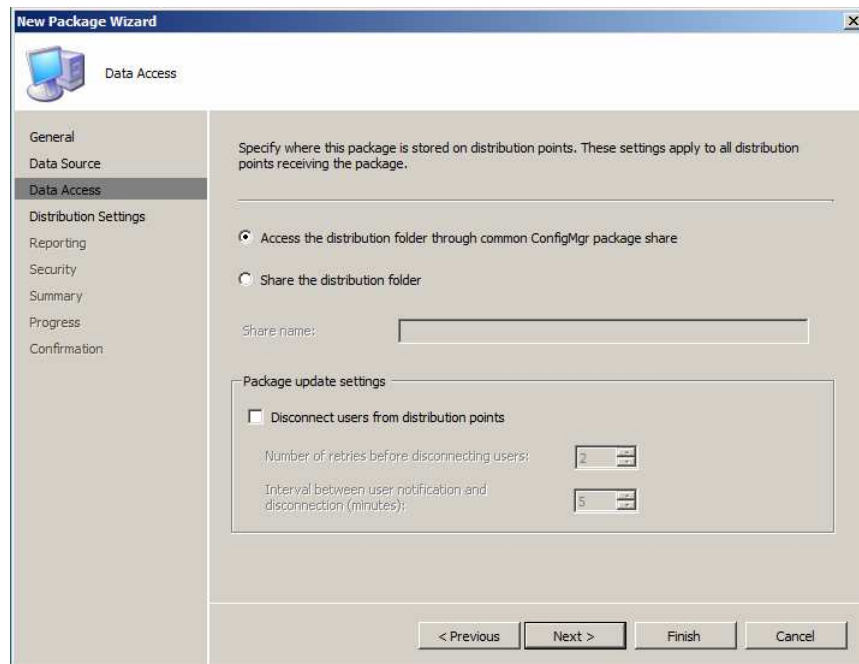 New Package Wizard
Data Access
General
Data Source
Data Access
Distribution Settings
Reporting
Security
Summary
Progress
Confirmation
Specify where this package is stored on distribution points. These settings apply to all distribution
points receiving the package.
Access the distribution folder through common ConfigMgr package share
Share the distribution folder
Share name:
Package update settings
Disconnect users from distribution points
Number of retries before disconnecting users: 2
Interval between user notification and
disconnection (minutes): 5
< Previous Next > Finish Cancel